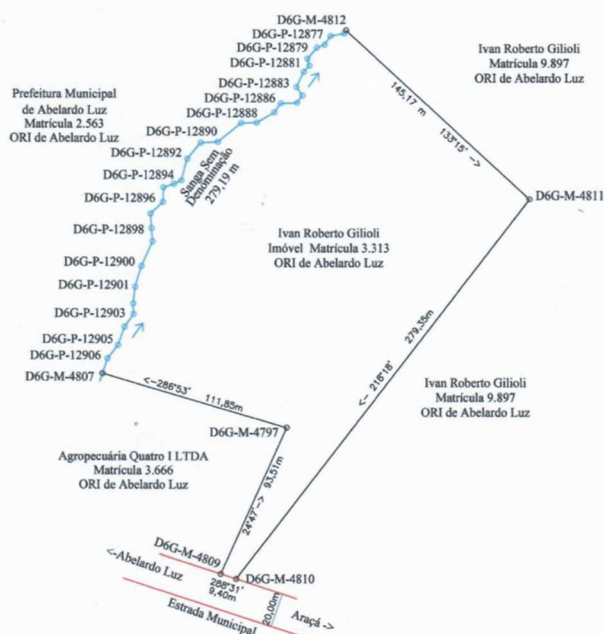 D6G-M-4812
D6G-P-12877
D6G-P-12879
D6G-P-12881
D6G-P-12883
D6G-P-12886
D6G-P-12888
D6G-P-12890
D6G-P-12892
D6G-P-12894
D6G-P-12896
D6G-P-12898
D6G-P-12900
D6G-P-12901
D6G-P-12903
D6G-P-12905
D6G-P-12906
D6G-M-4807
Prefeitura Municipal
de Abelardo Luz
Matrícula 2.563
ORI de Abelardo Luz
Sanga Sem
Denominação
279,19 m
Ivan Roberto Gilioli
Matrícula 9.897
ORI de Abelardo Luz
145,17 m
133°15' ->
D6G-M-4811
Ivan Roberto Gilioli
Imóvel Matrícula 3.313
ORI de Abelardo Luz
279,35m
<- 218°18'
Ivan Roberto Gilioli
Matrícula 9.897
ORI de Abelardo Luz
<-286°53'
111,85m
D6G-M-4797
Agropecuária Quatro I LTDA
Matrícula 3.666
ORI de Abelardo Luz
24°47'->
93,51m
D6G-M-4809
<-Abelardo Luz
288°31'
9,40m
D6G-M-4810
20,00m
Araçá ->
Estrada Municipal